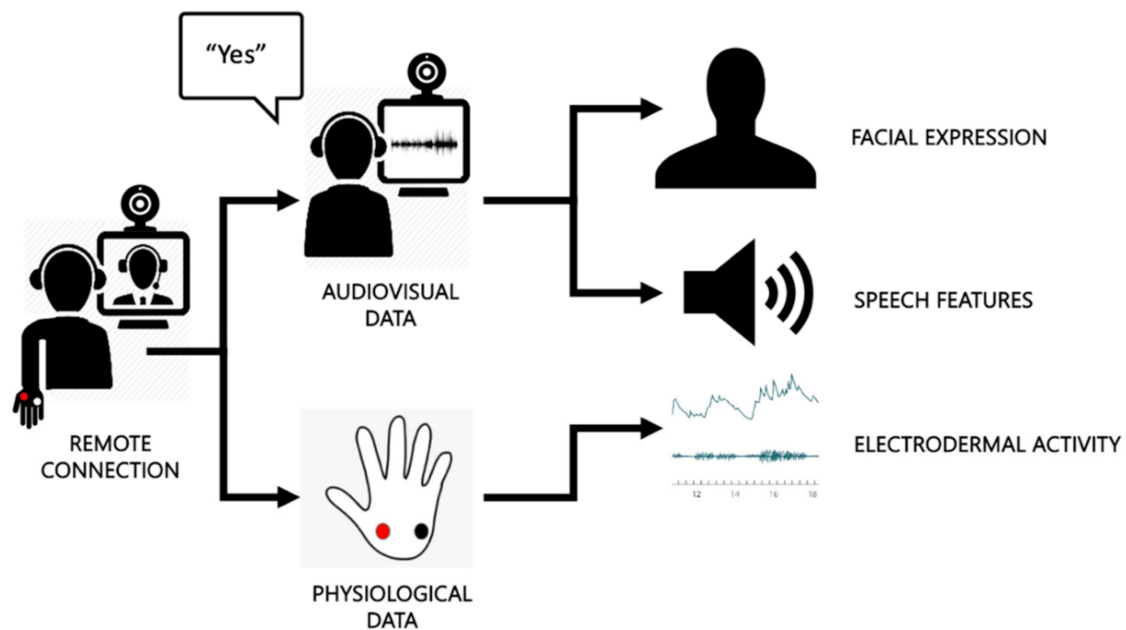 “Yes”
FACIAL EXPRESSION
AUDIOVISUAL
DATA
SPEECH FEATURES
REMOTE
CONNECTION
ELECTRODERMAL ACTIVITY
12 14 16 18
PHYSIOLOGICAL
DATA